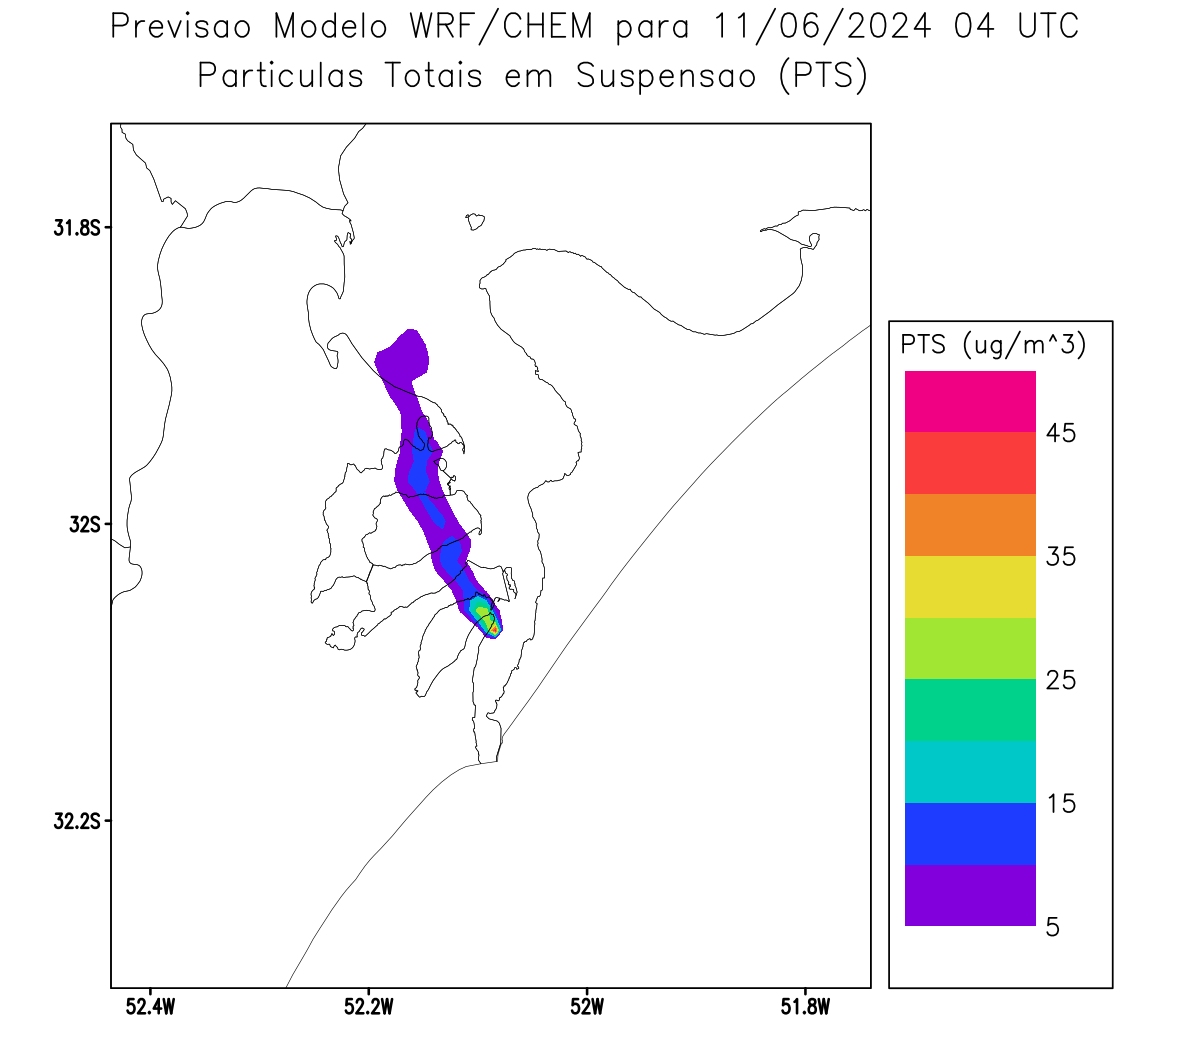 Previsao Modelo WRF/CHEM para 11/06/2024 04 UTC
Particulas Totais em Suspensao (PTS)
31.8S
32S
32.2S
52.4W 52.2W 52W 51.8W
PTS (ug/m^3)
45
35
25
15
5